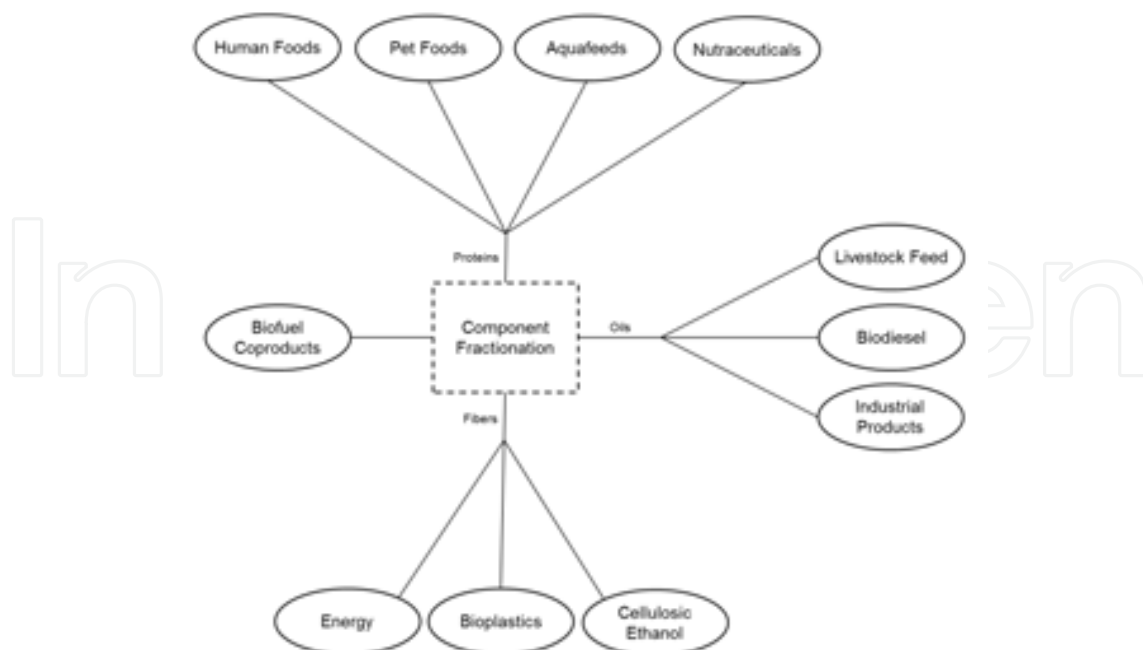 Human Foods
Pet Foods
Aquafeeds
Nutraceuticals
Proteins
Livestock Feed
Biofuel
Coproducts
Component
Fractionation
Oils
Biodiesel
Fibers
Industrial
Products
Energy
Bioplastics
Cellulosic
Ethanol